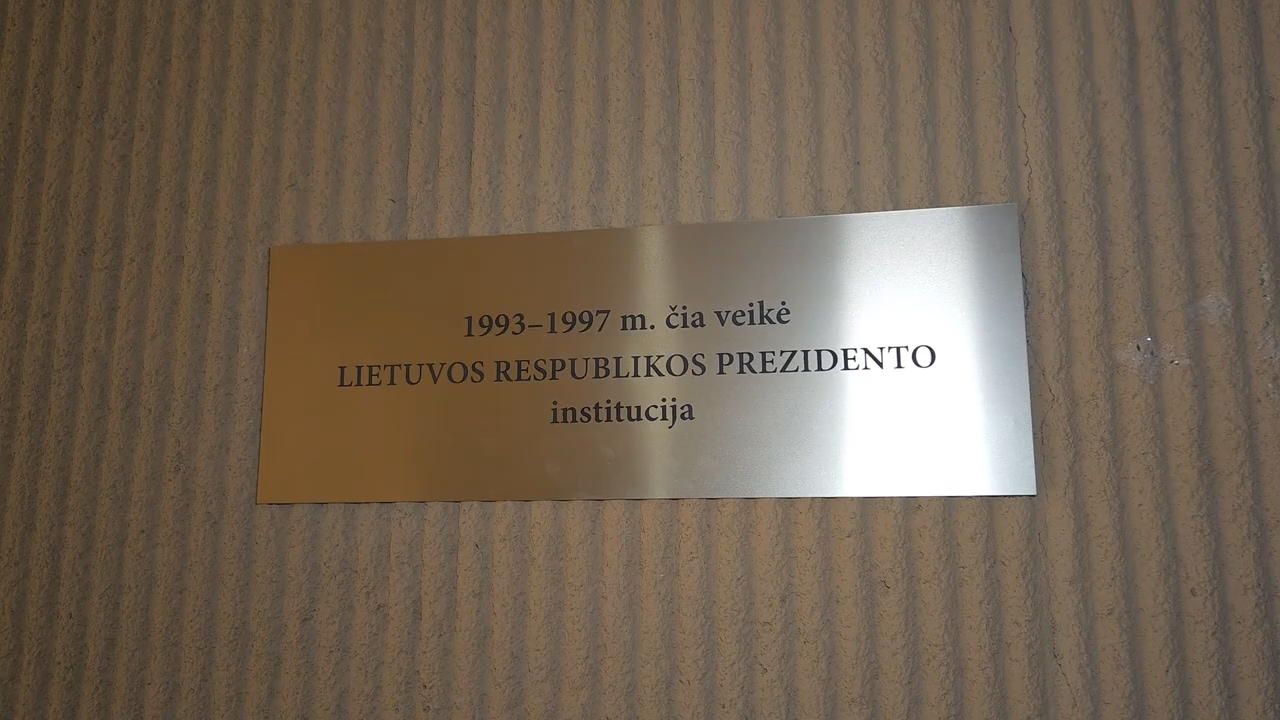 1993–1997 m. čia veikė
LIETUVOS RESPUBLIKOS PREZIDENTO
institucija